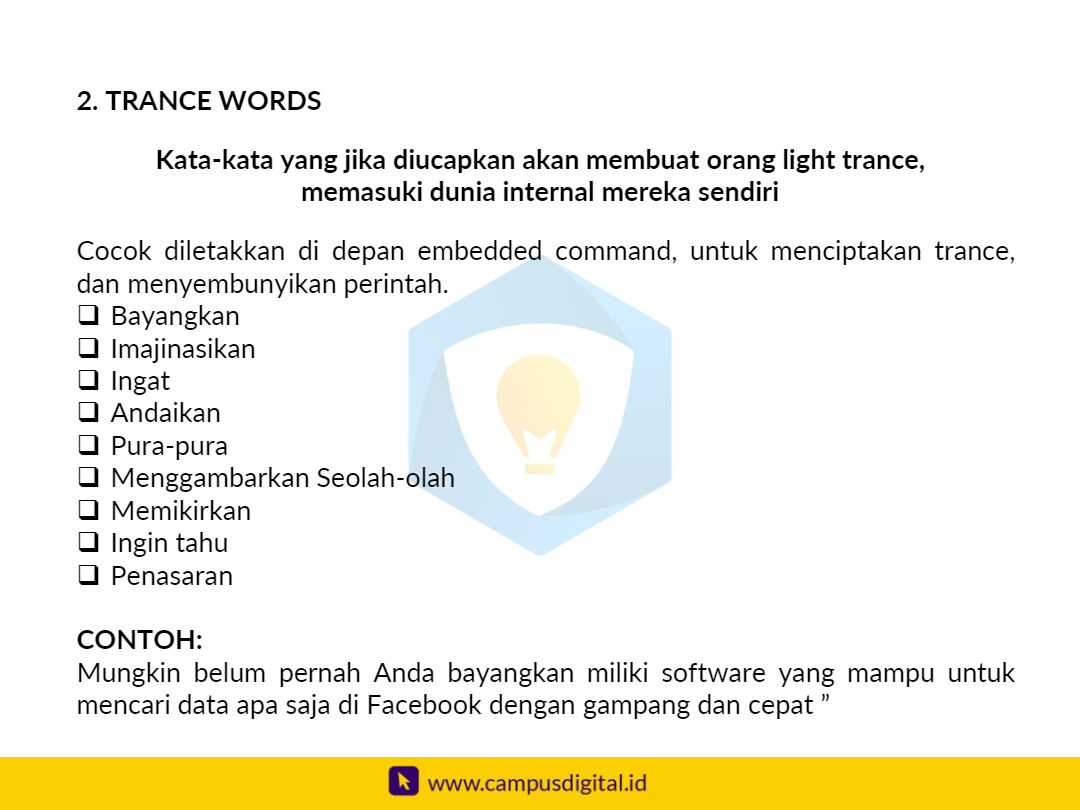 2. TRANCE WORDS
Kata-kata yang jika diucapkan akan membuat orang light trance,
memasuki dunia internal mereka sendiri
Cocok diletakkan di depan embedded command, untuk menciptakan trance,
dan menyembunyikan perintah.
❑ Bayangkan
❑ Imajinasikan
❑ Ingat
❑ Andaikan
❑ Pura-pura
❑ Menggambarkan Seolah-olah
❑ Memikirkan
❑ Ingin tahu
❑ Penasaran
CONTOH:
Mungkin belum pernah Anda bayangkan miliki software yang mampu untuk
mencari data apa saja di Facebook dengan gampang dan cepat ”
www.campusdigital.id